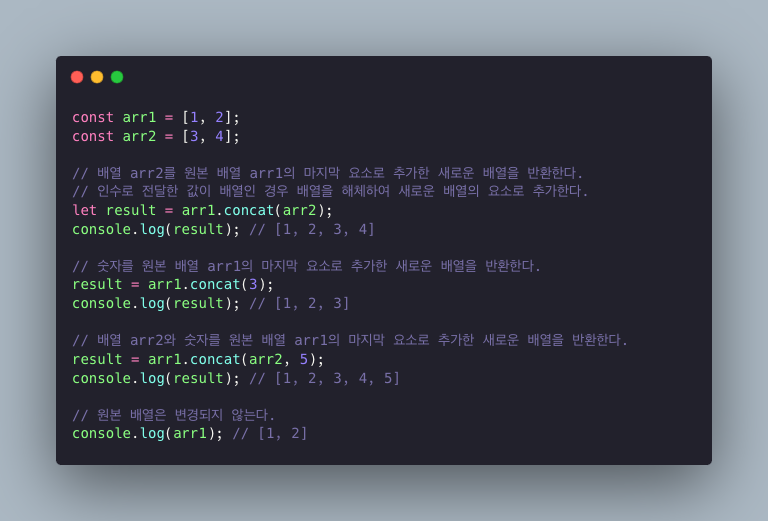 const arr1 = [1, 2];
const arr2 = [3, 4];
// 배열 arr2를 원본 배열 arr1의 마지막 요소로 추가한 새로운 배열을 반환한다.
// 인수로 전달한 값이 배열인 경우 배열을 해체하여 새로운 배열의 요소로 추가한다.
let result = arr1.concat(arr2);
console.log(result); // [1, 2, 3, 4]
// 숫자를 원본 배열 arr1의 마지막 요소로 추가한 새로운 배열을 반환한다.
result = arr1.concat(3);
console.log(result); // [1, 2, 3]
// 배열 arr2와 숫자를 원본 배열 arr1의 마지막 요소로 추가한 새로운 배열을 반환한다.
result = arr1.concat(arr2, 5);
console.log(result); // [1, 2, 3, 4, 5]
// 원본 배열은 변경되지 않는다.
console.log(arr1); // [1, 2]